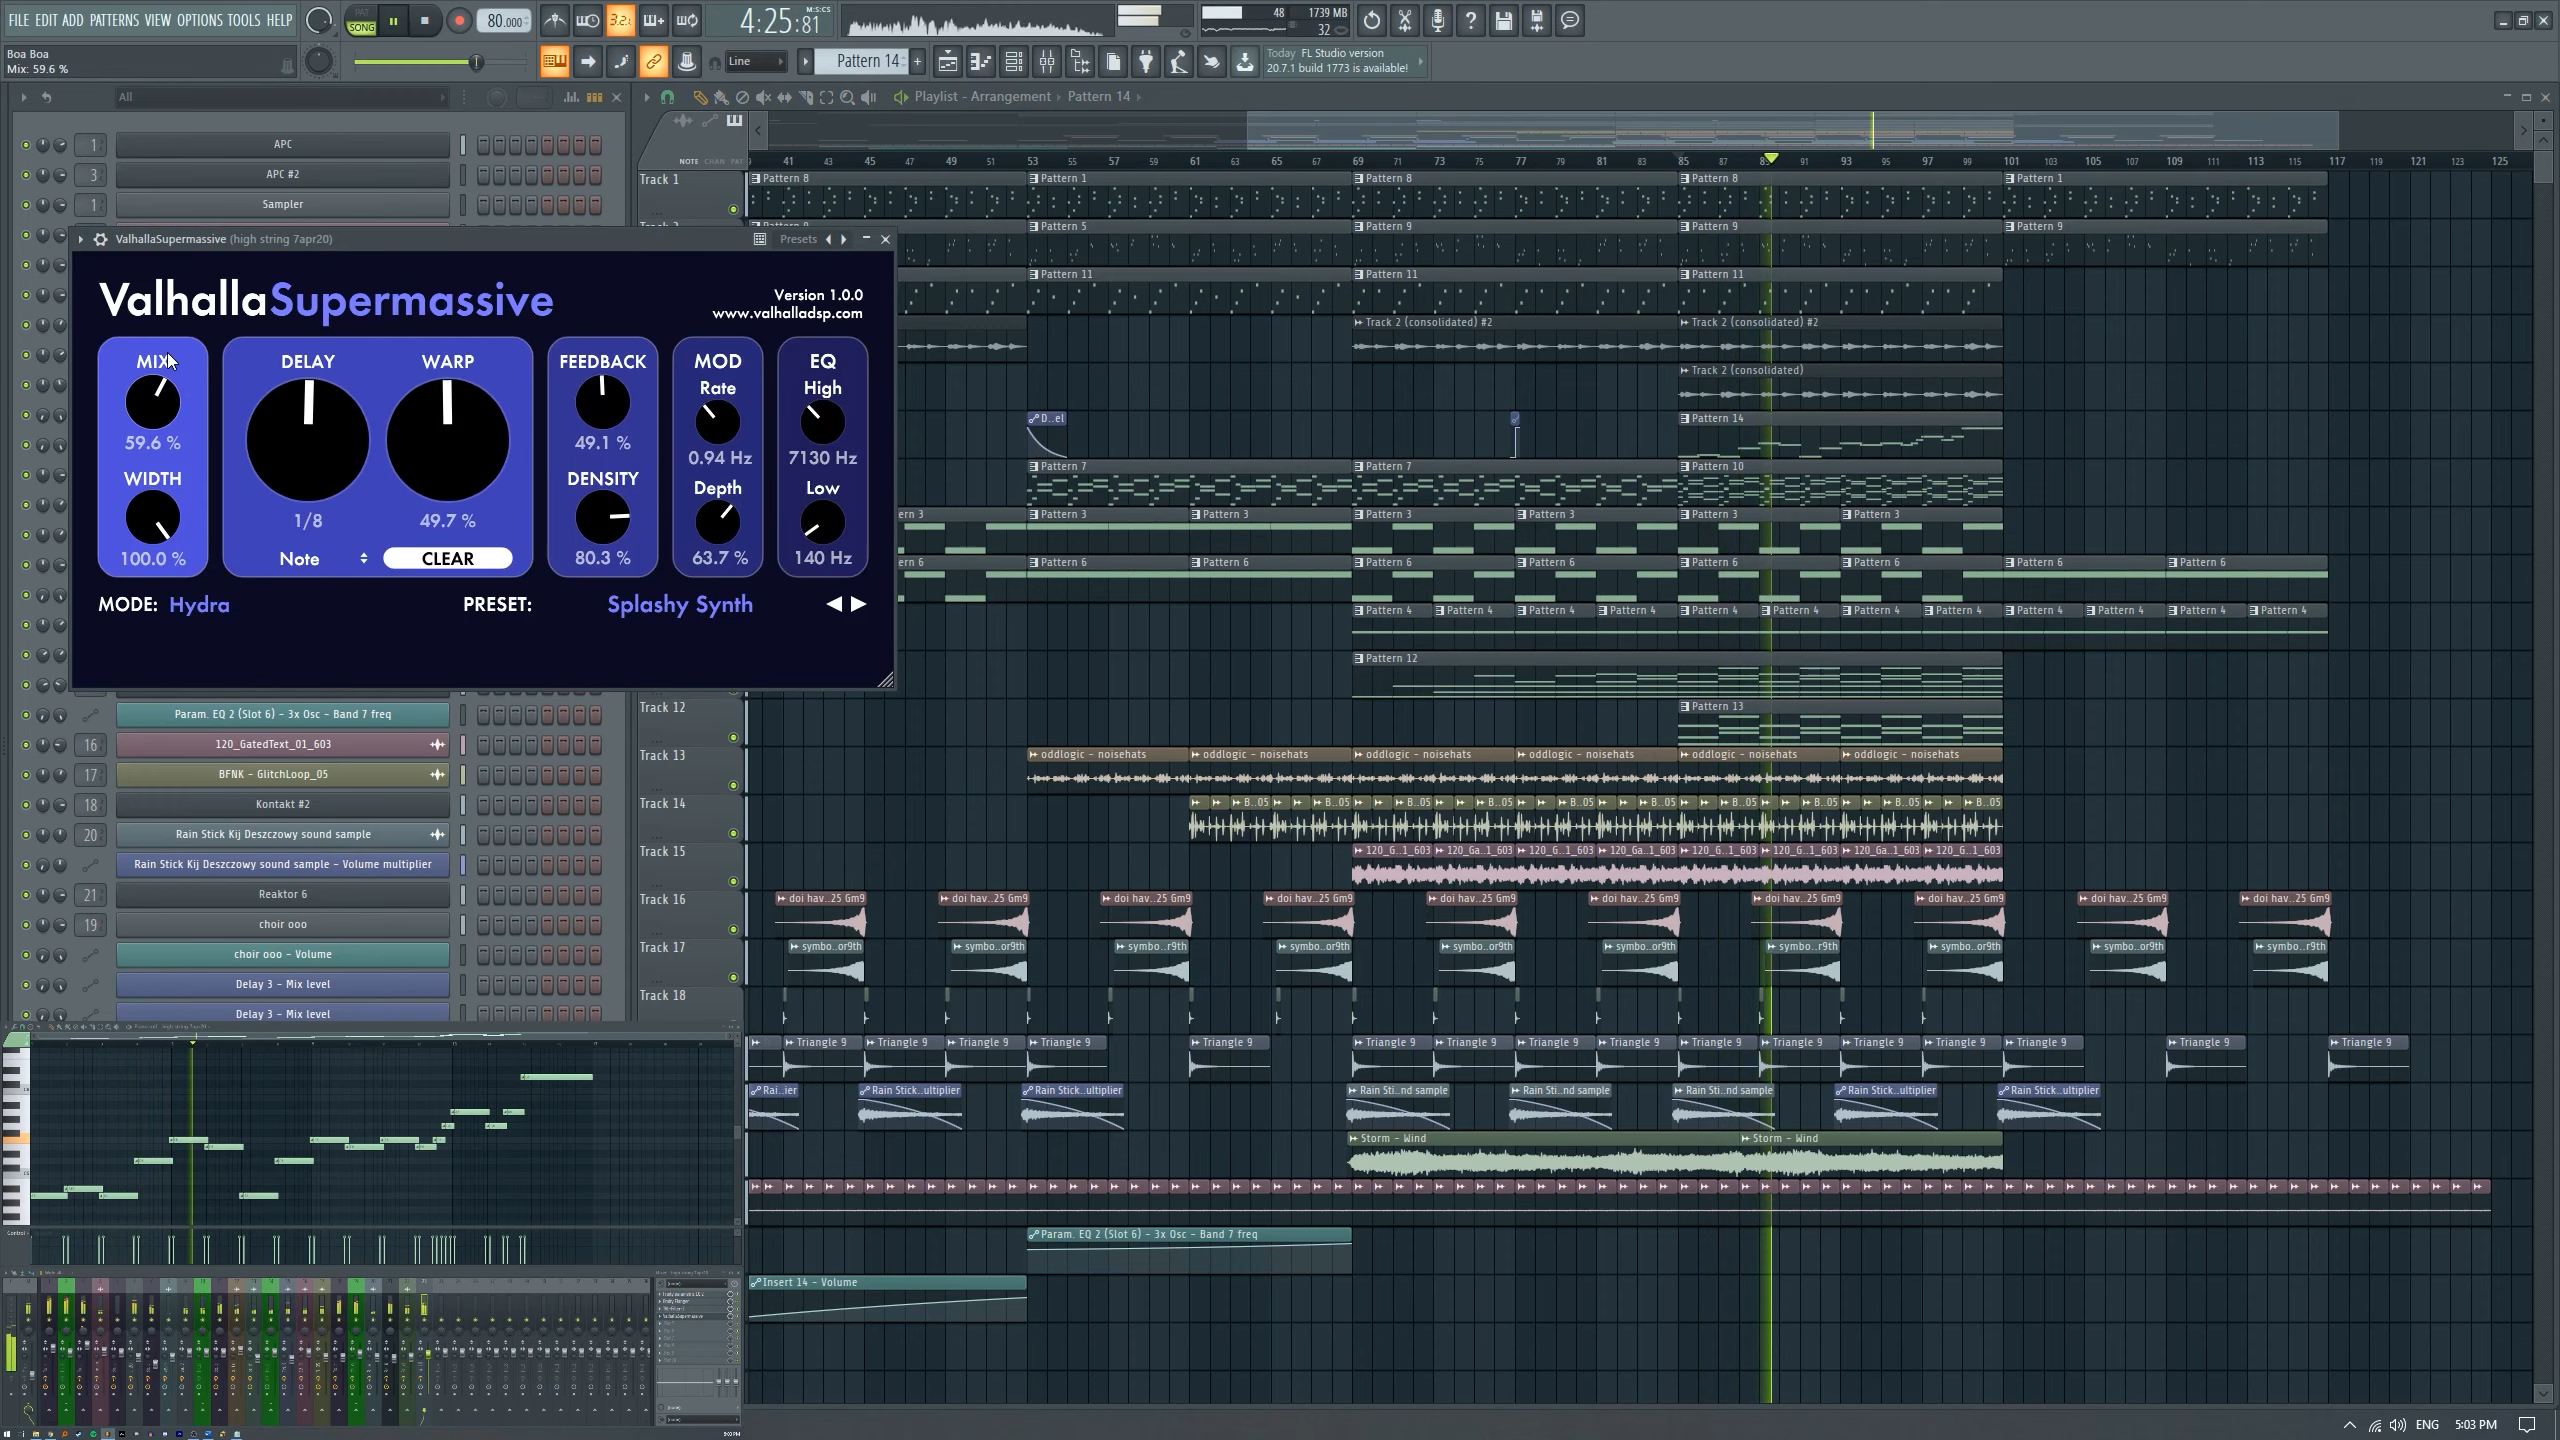 FILE EDIT ADD PATTERNS VIEW OPTIONS TOOLS HELP
PAT
SONG
80.000
3.2.
4:25:81
M:S:CS
48
1739 MB
32
Boa Boa
Mix: 59.6 %
Line
Pattern 14
Today FL Studio version
20.7.1 build 1773 is available!
All
Playlist - Arrangement › Pattern 14 ›
NOTE CHAN PAT
41 43 45 47 49 51 53 55 57 59 61 63 65 67 69 71 73 75 77 79 81 83 85 87 91 93 95 97 99 101 103 105 107 109 111 113 115 117 119 121 123 125
1 APC
3 APC #2
1 Sampler
Track 1
Pattern 8 Pattern 1 Pattern 8 Pattern 8 Pattern 1
Pattern 5 Pattern 9 Pattern 9 Pattern 9
Pattern 11 Pattern 11 Pattern 11
Track 2 (consolidated) #2 Track 2 (consolidated) #2
Track 2 (consolidated)
D..el Pattern 14
Pattern 7 Pattern 7 Pattern 10
ern 3 Pattern 3 Pattern 3 Pattern 3 Pattern 3 Pattern 3 Pattern 3
ern 6 Pattern 6 Pattern 6 Pattern 6 Pattern 6 Pattern 6 Pattern 6 Pattern 6 Pattern 6
Pattern 4 Pattern 4 Pattern 4 Pattern 4 Pattern 4 Pattern 4 Pattern 4 Pattern 4 Pattern 4 Pattern 4 Pattern 4 Pattern 4
Pattern 12
Track 12
Pattern 13
Track 13
oddlogic - noisehats oddlogic - noisehats oddlogic - noisehats oddlogic - noisehats oddlogic - noisehats oddlogic - noisehats
Track 14
B..05 B..05 B..05 B..05 B..05 B..05 B..05 B..05 B..05 B..05
Track 15
120_G..1_603 120_Ga..1_603 120_G..1_603 120_Ga..1_603 120_G..1_603 120_G..1_603 120_Ga..1_603 120_G..1_603
Track 16
doi hav..25 Gm9 doi hav..25 Gm9 doi hav..25 Gm9 doi hav..25 Gm9 doi hav..25 Gm9 doi hav..25 Gm9 doi hav..25 Gm9 doi hav..25 Gm9 doi hav..25 Gm9 doi hav..25 Gm9
Track 17
symbo..or9th symbo..or9th symbo..r9th symbo..or9th symbo..or9th symbo..or9th symbo..r9th symbo..or9th symbo..or9th symbo..r9th
Track 18
Triangle 9 Triangle 9 Triangle 9 Triangle 9 Triangle 9 Triangle 9 Triangle 9 Triangle 9 Triangle 9 Triangle 9 Triangle 9 Triangle 9 Triangle 9 Triangle 9 Triangle 9 Triangle 9
Rai..ier Rain Stick..ultiplier Rain Stick..ultiplier Rain Sti..nd sample Rain Sti..nd sample Rain Sti..nd sample Rain Stick..ultiplier Rain Stick..ultiplier
Storm - Wind Storm - Wind
Param. EQ 2 (Slot 6) - 3x Osc - Band 7 freq
Insert 14 - Volume
ValhallaSupermassive (high string 7apr20)
Presets
ValhallaSupermassive
Version 1.0.0
www.valhalladsp.com
MIX
59.6 %
WIDTH
100.0 %
DELAY
1/8
Note
WARP
49.7 %
CLEAR
FEEDBACK
49.1 %
DENSITY
80.3 %
MOD
Rate
0.94 Hz
Depth
63.7 %
EQ
High
7130 Hz
Low
140 Hz
MODE: Hydra
PRESET: Splashy Synth
Param. EQ 2 (Slot 6) - 3x Osc - Band 7 freq
16 120_GatedText_01_603
17 BFNK - GlitchLoop_05
18 Kontakt #2
20 Rain Stick Kij Deszczowy sound sample
Rain Stick Kij Deszczowy sound sample - Volume multiplier
21 Reaktor 6
19 choir ooo
choir ooo - Volume
Delay 3 - Mix level
Delay 3 - Mix level
Control
ENG
5:03 PM